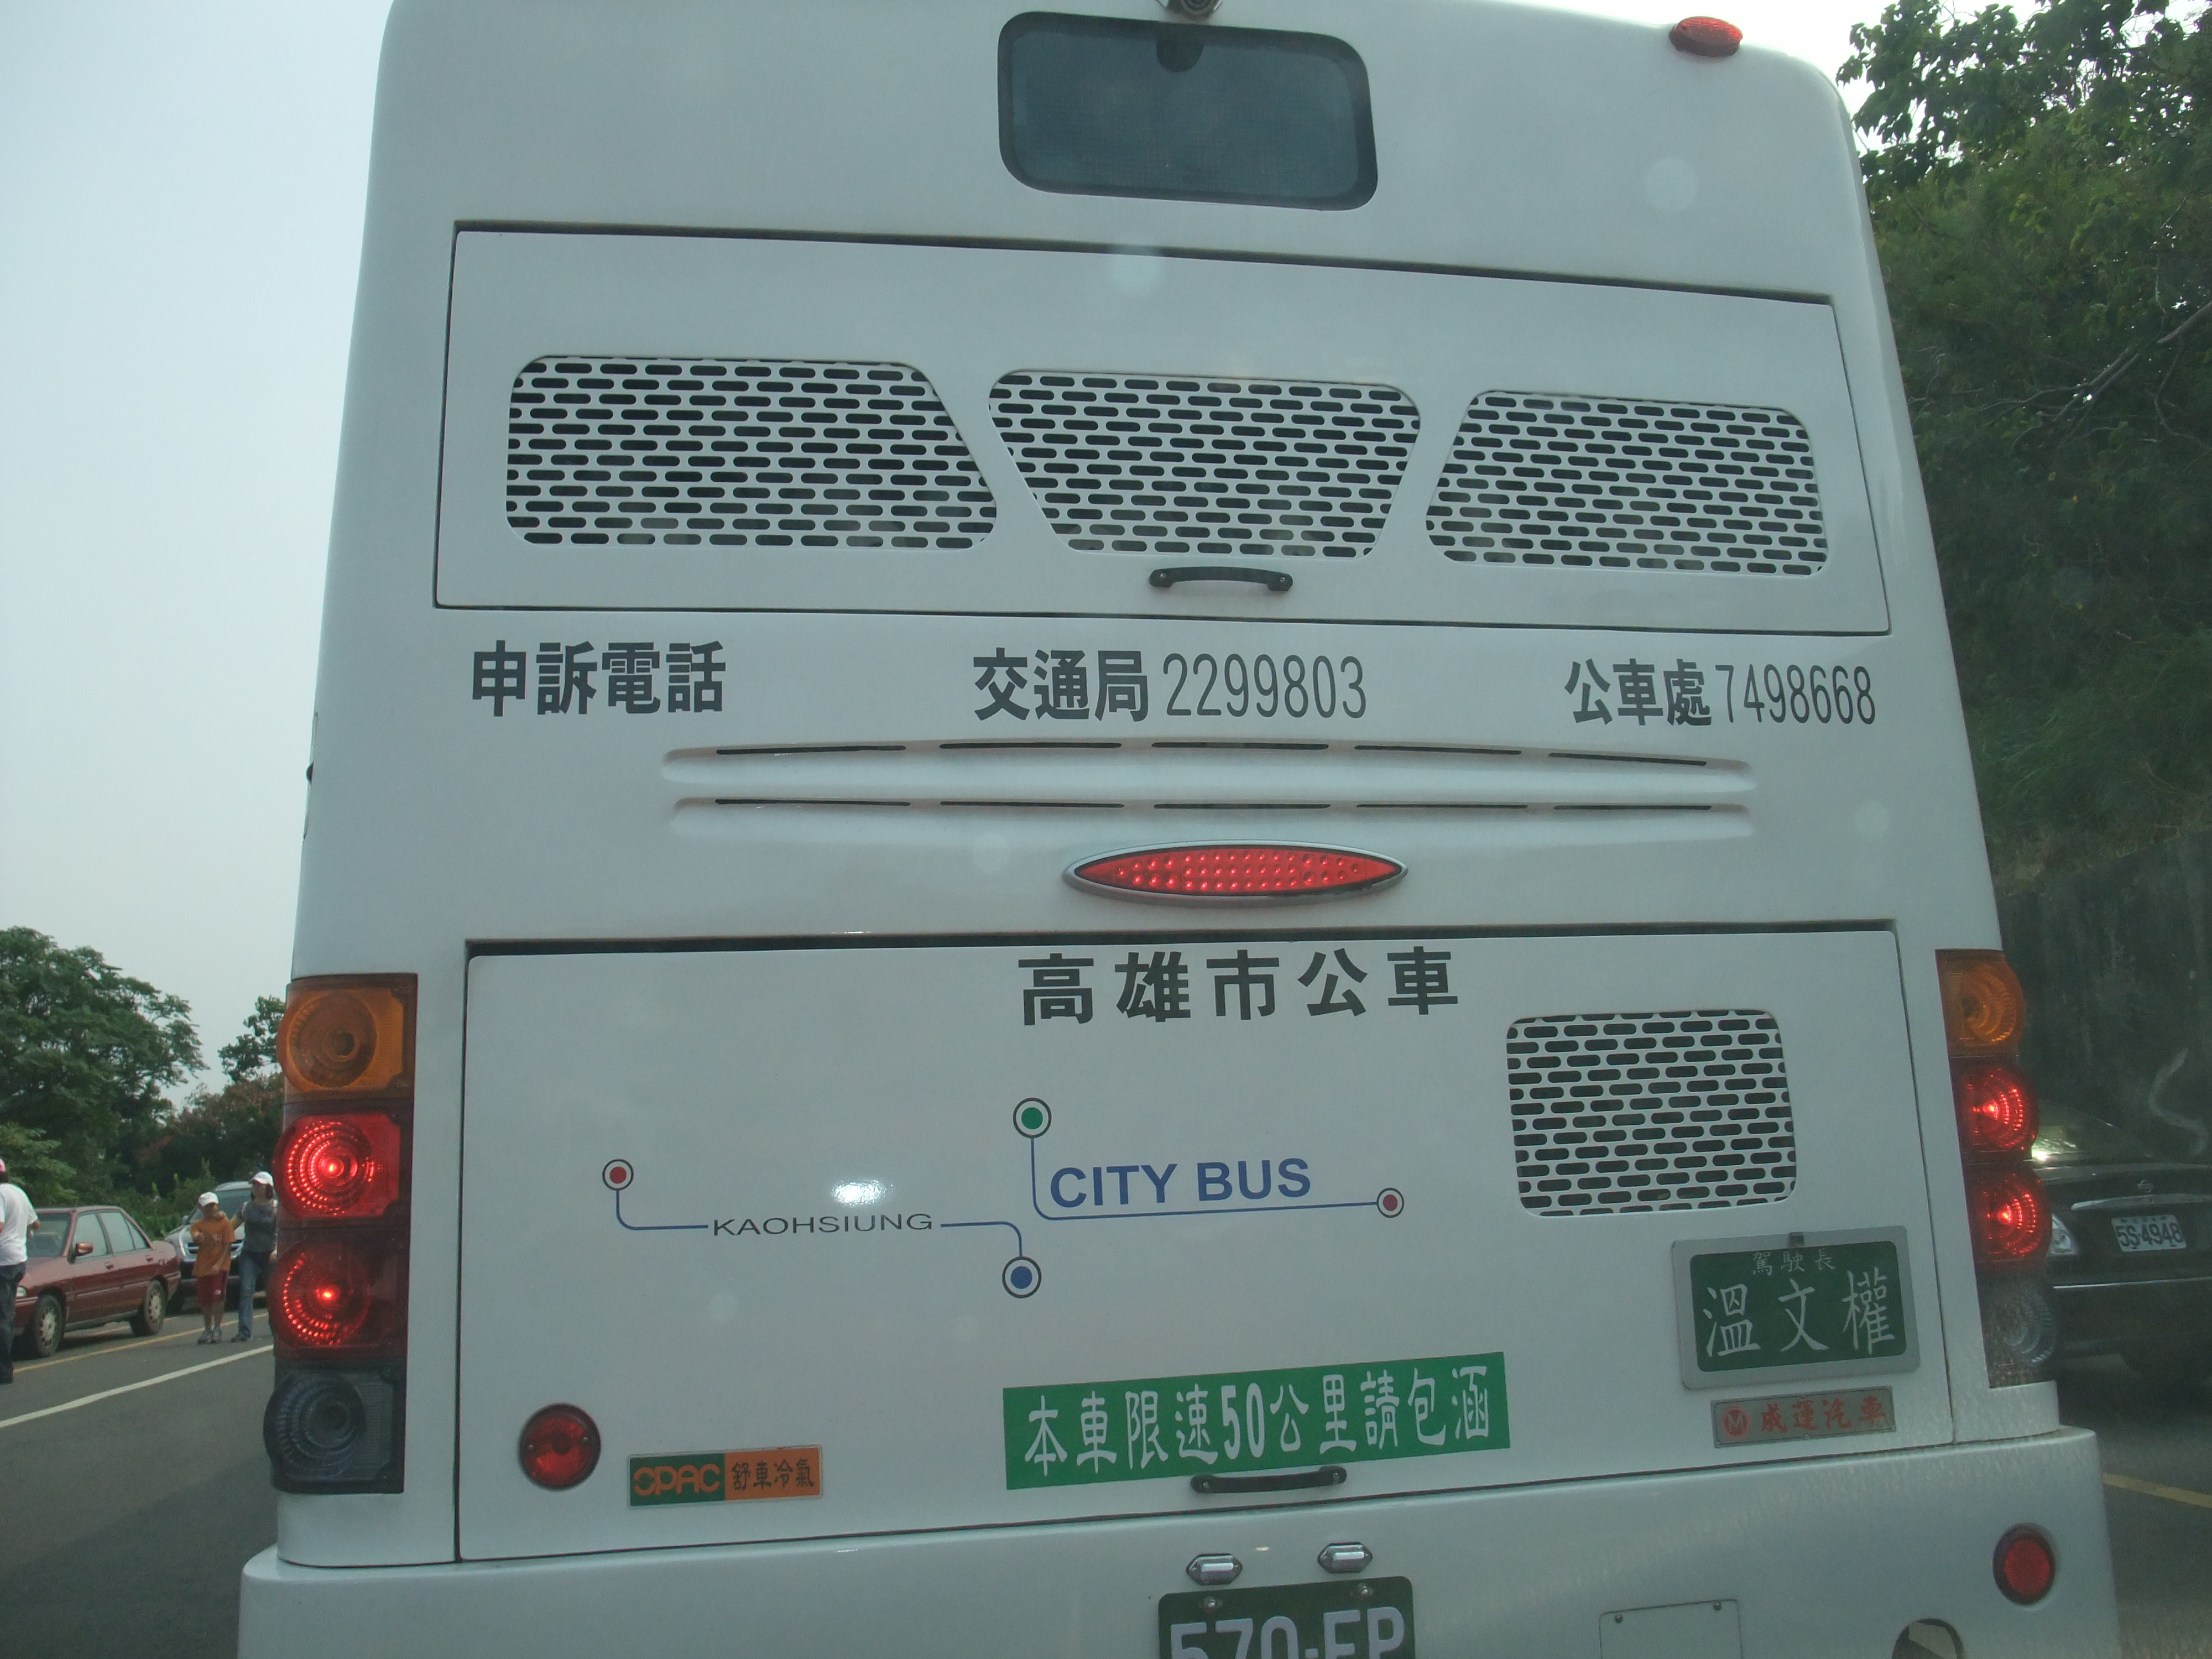 申訴電話 交通局2299803 公車處7498668
高雄市公車
CITY BUS
KAOHSIUNG
駕駛長
溫文權
本車限速50公里請包涵
成運汽車
OPAC 舒車冷氣
570-FP
5S-4948